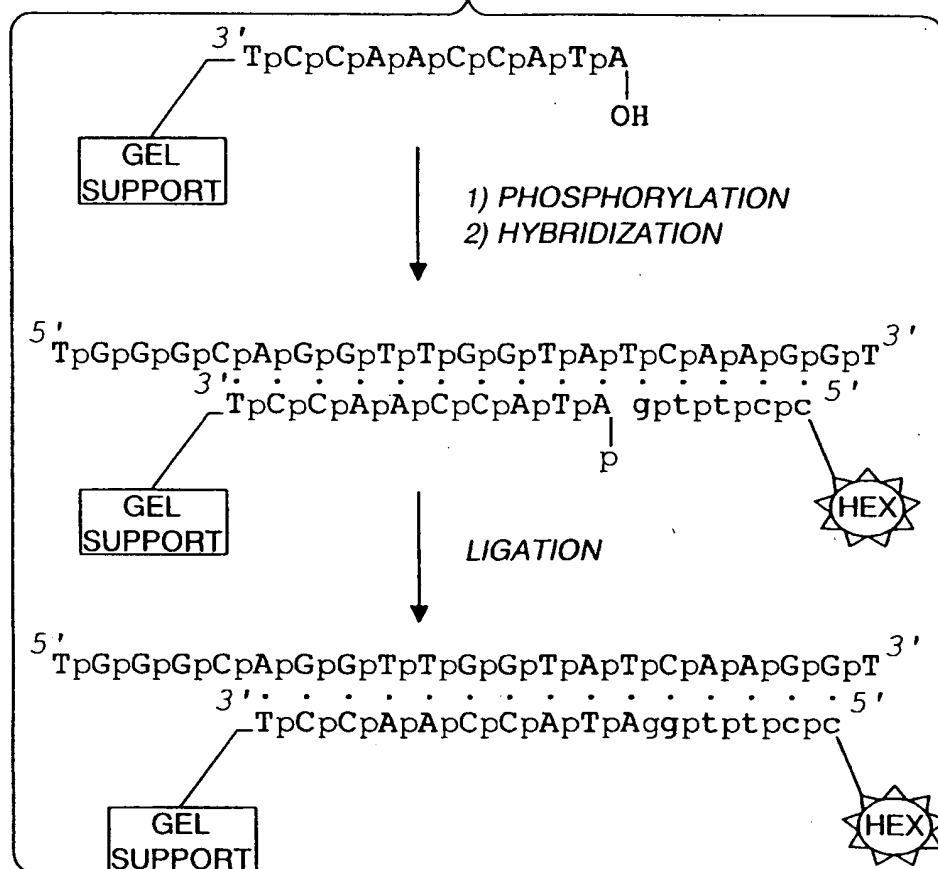 3'
TpCpCpApApCpCpApTpA
OH
GEL
SUPPORT
1) PHOSPHORYLATION
2) HYBRIDIZATION
5' TpGpGpGpCpApGpGpTpTpGpGpTpApTpCpApApGpGpT 3'
3' TpCpCpApApCpCpApTpA gptptpcpc 5'
p
GEL
SUPPORT
HEX
LIGATION
5' TpGpGpGpCpApGpGpTpTpGpGpTpApTpCpApApGpGpT 3'
3' TpCpCpApApCpCpApTpAggptptpcpc 5'
GEL
SUPPORT
HEX